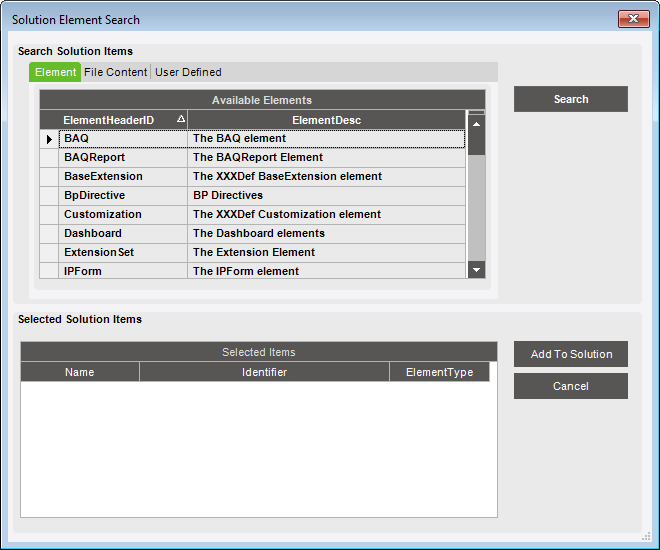 Solution Element Search
Search Solution Items
Element File Content User Defined
Available Elements
ElementHeaderID ElementDesc
BAQ The BAQ element
BAQReport The BAQReport Element
BaseExtension The XXXDef BaseExtension element
BpDirective BP Directives
Customization The XXXDef Customization element
Dashboard The Dashboard elements
ExtensionSet The Extension Element
IPForm The IPForm element
Search
Selected Solution Items
Selected Items
Name Identifier ElementType
Add To Solution
Cancel